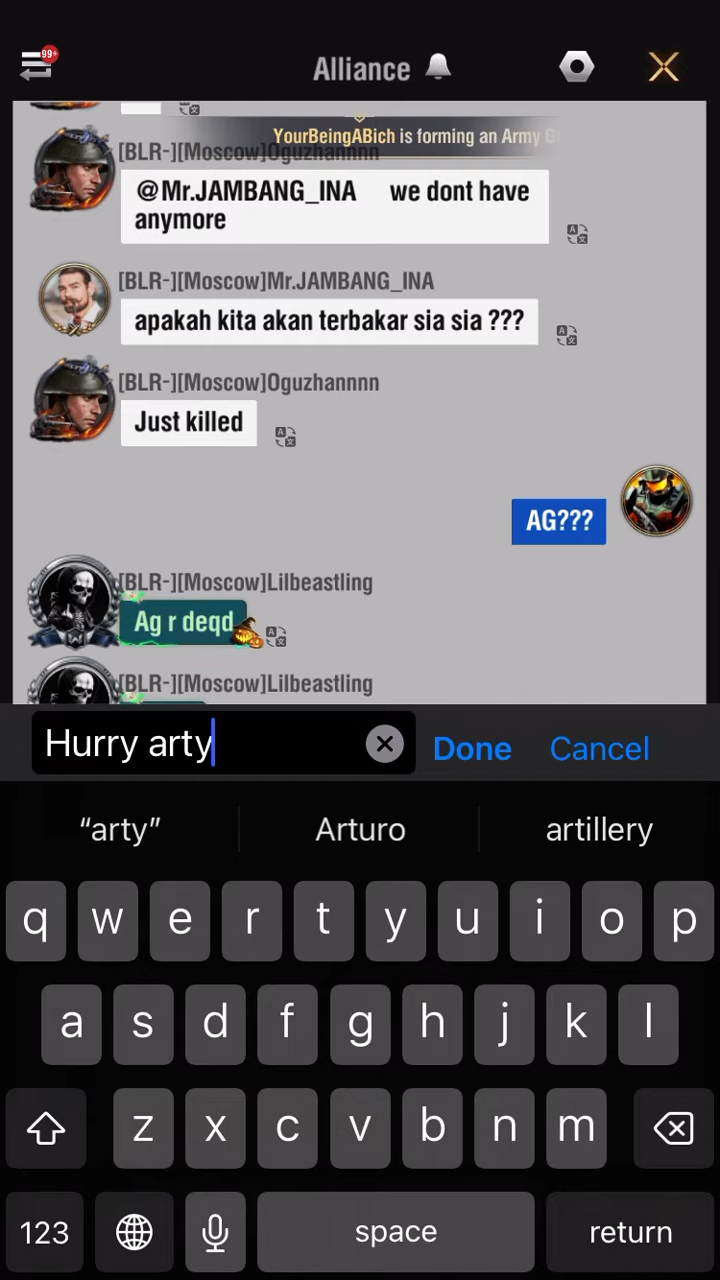 99+
Alliance
YourBeingABich is forming an Army G
[BLR-][Moscow]Oguzhannnn
@Mr.JAMBANG_INA we dont have
anymore
[BLR-][Moscow]Mr.JAMBANG_INA
apakah kita akan terbakar sia sia ???
[BLR-][Moscow]Oguzhannnn
Just killed
AG???
[BLR-][Moscow]Lilbeastling
Ag r deqd
[BLR-][Moscow]Lilbeastling
Hurry arty
Done Cancel
“arty” Arturo artillery
q w e r t y u i o p
a s d f g h j k l
z x c v b n m
123 space return